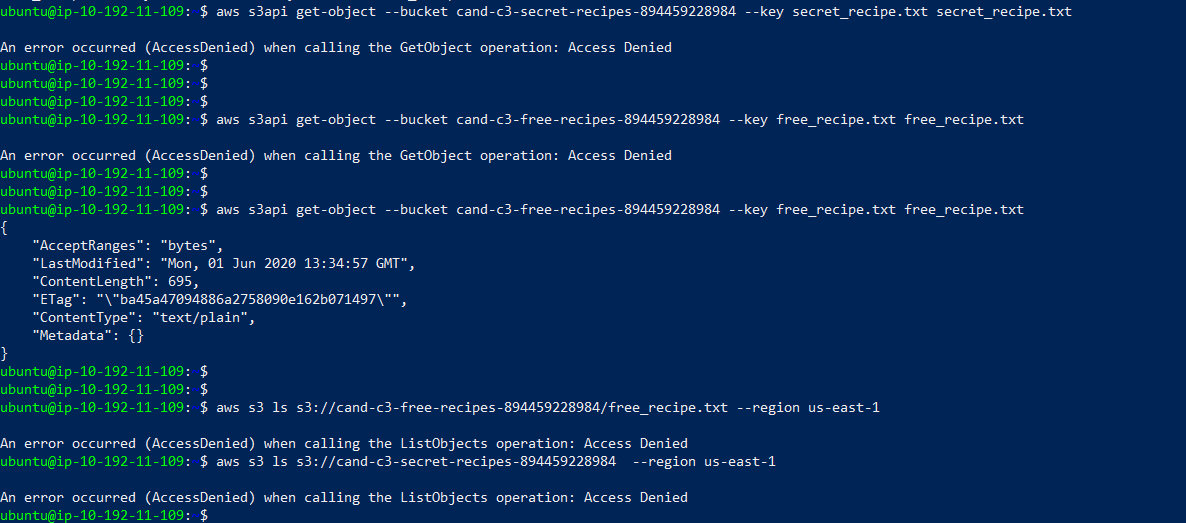 ubuntu@ip-10-192-11-109: $ aws s3api get-object --bucket cand-c3-secret-recipes-894459228984 --key secret_recipe.txt secret_recipe.txt
An error occurred (AccessDenied) when calling the GetObject operation: Access Denied
ubuntu@ip-10-192-11-109: $
ubuntu@ip-10-192-11-109: $
ubuntu@ip-10-192-11-109: $
ubuntu@ip-10-192-11-109: $ aws s3api get-object --bucket cand-c3-free-recipes-894459228984 --key free_recipe.txt free_recipe.txt
An error occurred (AccessDenied) when calling the GetObject operation: Access Denied
ubuntu@ip-10-192-11-109: $
ubuntu@ip-10-192-11-109: $
ubuntu@ip-10-192-11-109: $ aws s3api get-object --bucket cand-c3-free-recipes-894459228984 --key free_recipe.txt free_recipe.txt
{
    "AcceptRanges": "bytes",
    "LastModified": "Mon, 01 Jun 2020 13:34:57 GMT",
    "ContentLength": 695,
    "ETag": "\"ba45a47094886a2758090e162b071497\"",
    "ContentType": "text/plain",
    "Metadata": {}
}
ubuntu@ip-10-192-11-109: $
ubuntu@ip-10-192-11-109: $
ubuntu@ip-10-192-11-109: $ aws s3 ls s3://cand-c3-free-recipes-894459228984/free_recipe.txt --region us-east-1
An error occurred (AccessDenied) when calling the ListObjects operation: Access Denied
ubuntu@ip-10-192-11-109: $ aws s3 ls s3://cand-c3-secret-recipes-894459228984  --region us-east-1
An error occurred (AccessDenied) when calling the ListObjects operation: Access Denied
ubuntu@ip-10-192-11-109: $